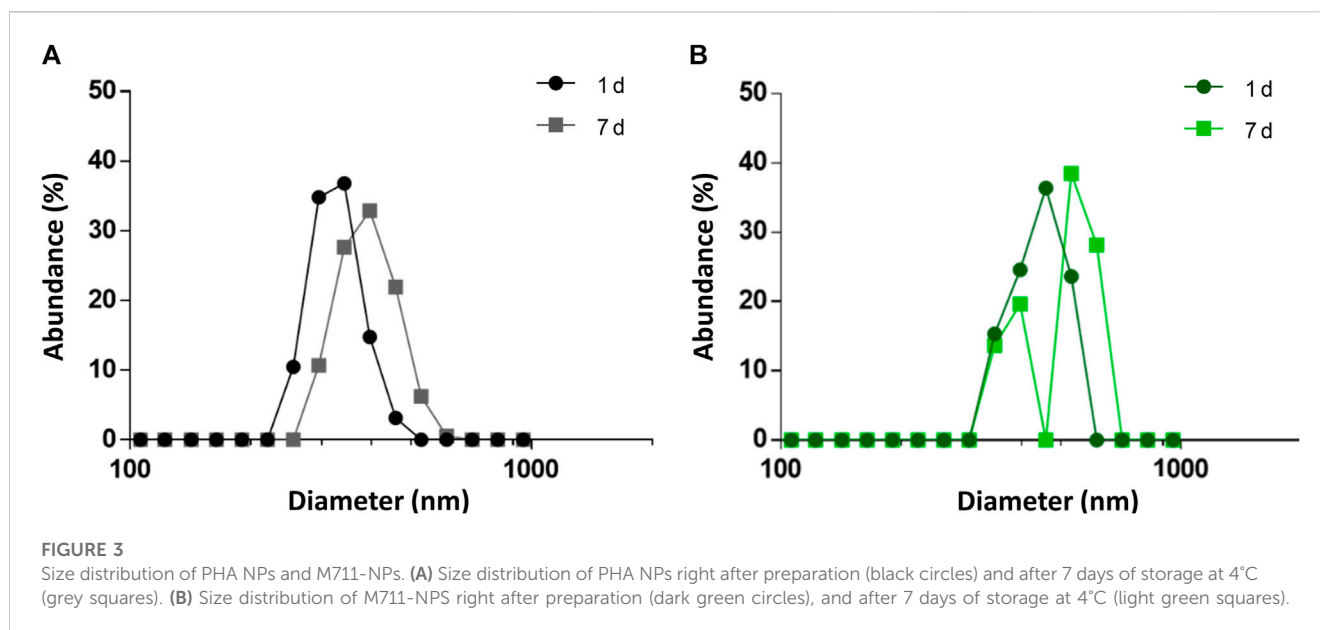 A
1 d
7 d
50
40
30
20
10
0
Abundance (%)
100
1000
Diameter (nm)
B
1 d
7 d
50
40
30
20
10
0
Abundance (%)
100
1000
Diameter (nm)
FIGURE 3
Size distribution of PHA NPs and M711-NPs. (A) Size distribution of PHA NPs right after preparation (black circles) and after 7 days of storage at 4°C
(grey squares). (B) Size distribution of M711-NPS right after preparation (dark green circles), and after 7 days of storage at 4°C (light green squares).